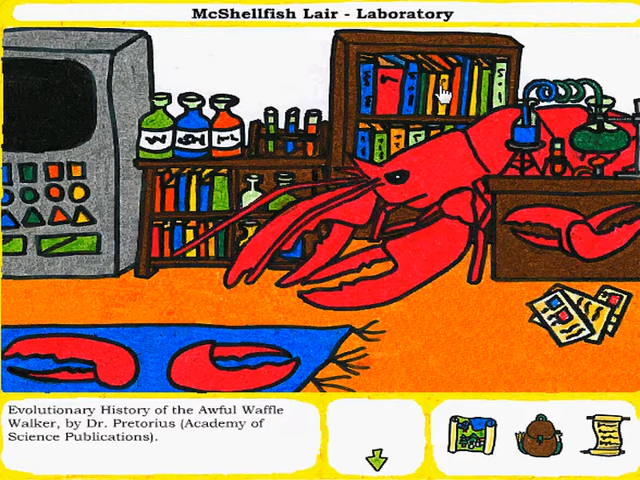 McShellfish Lair - Laboratory
Evolutionary History of the Awful Waffle
Walker, by Dr. Pretorius (Academy of
Science Publications).